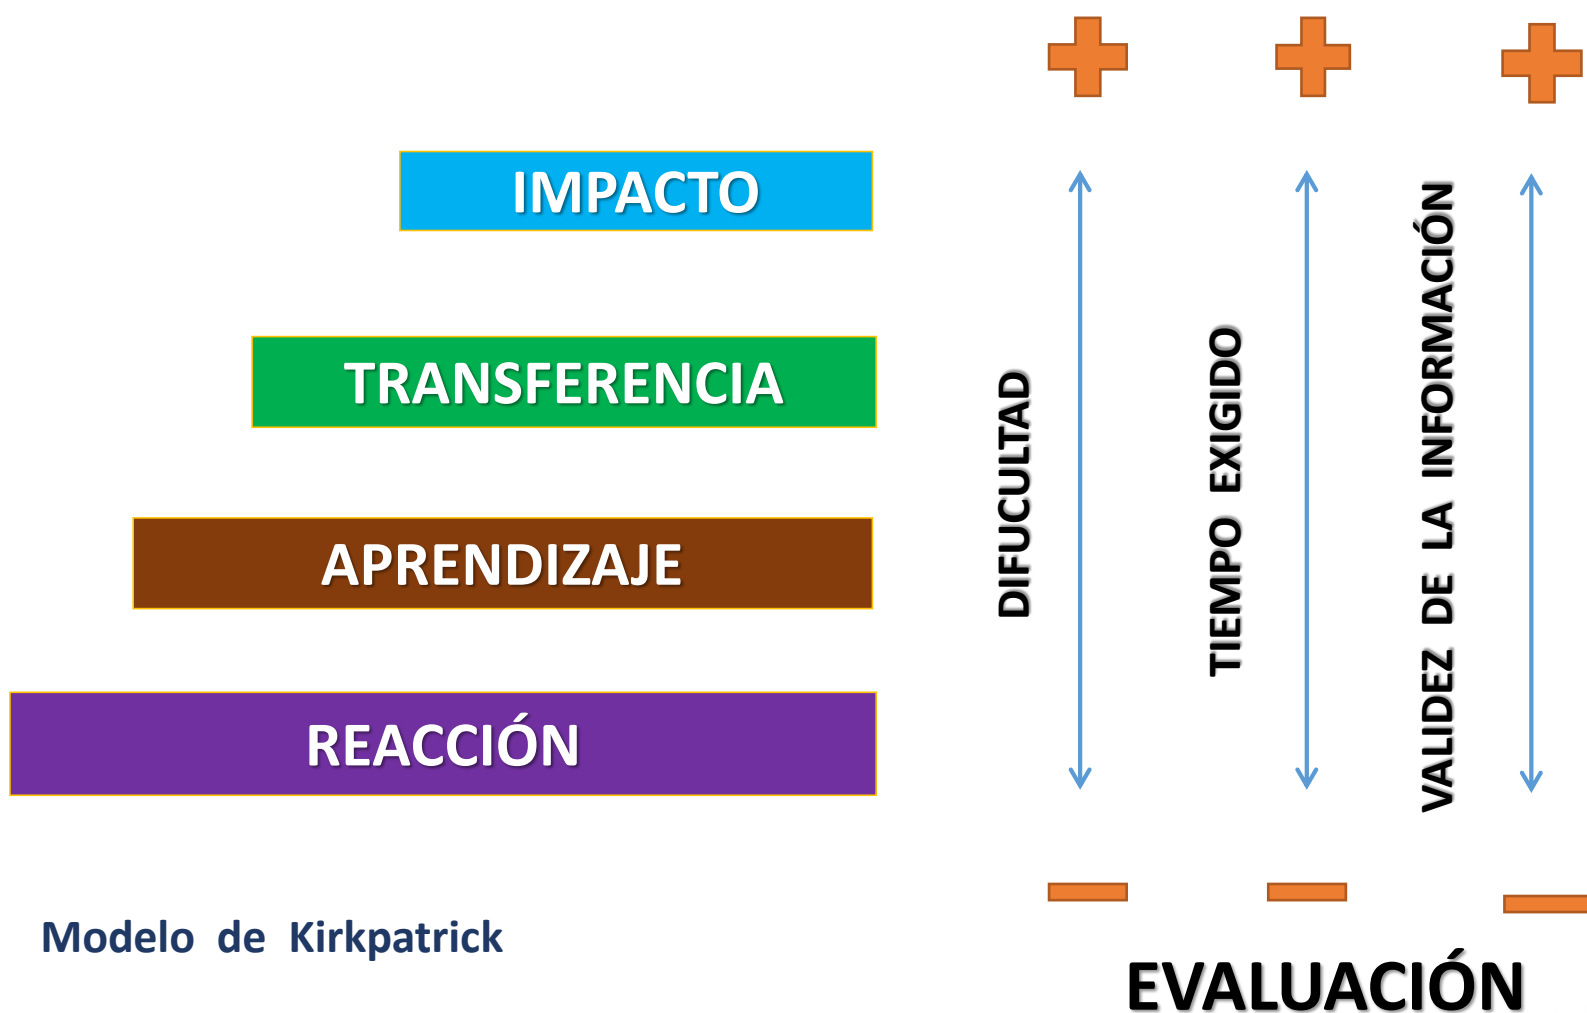 IMPACTO
TRANSFERENCIA
APRENDIZAJE
REACCIÓN
DIFUCULTAD
TIEMPO EXIGIDO
VALIDEZ DE LA INFORMACIÓN
Modelo de Kirkpatrick
EVALUACIÓN